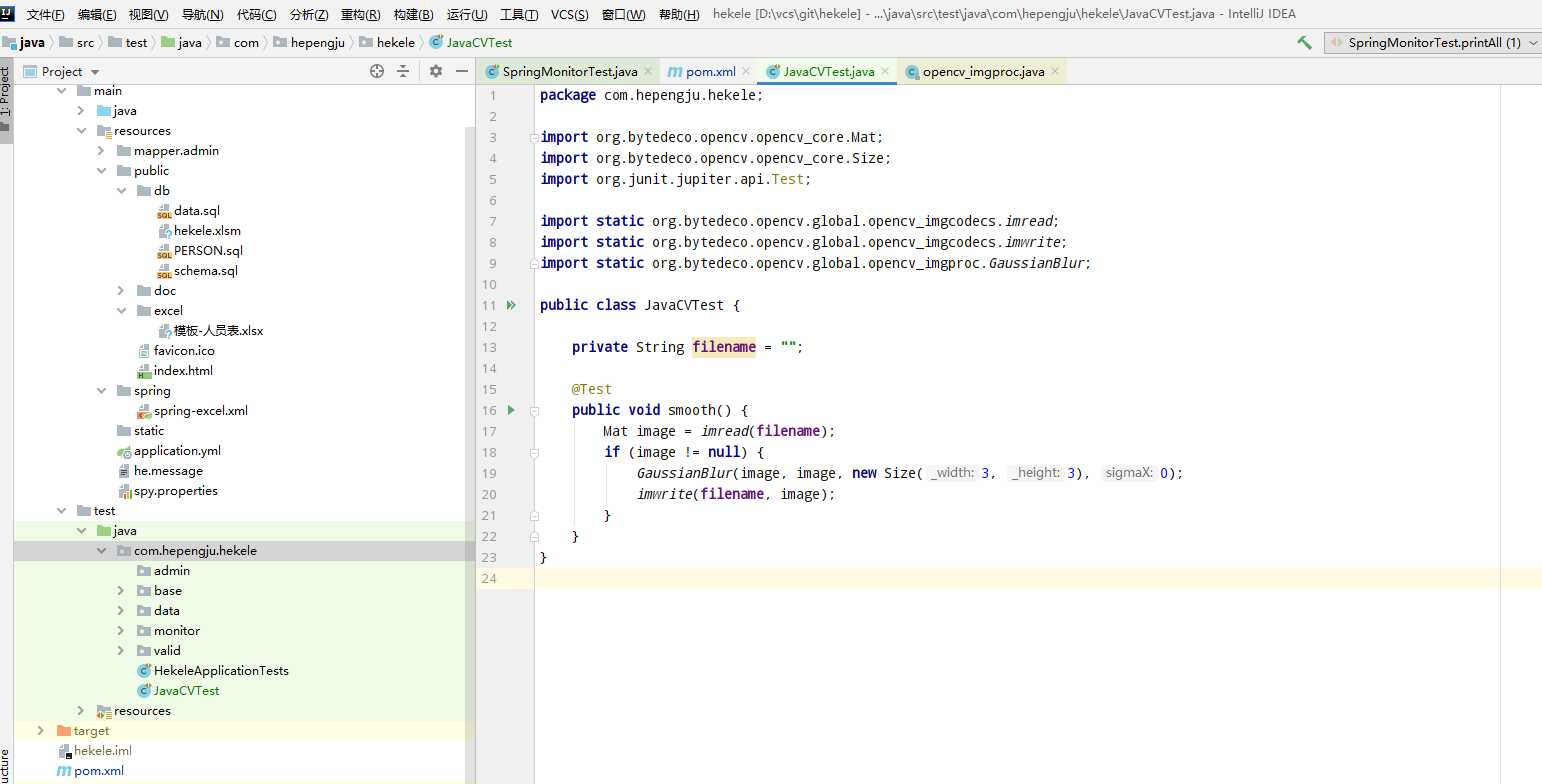 文件(F) 编辑(E) 视图(V) 导航(N) 代码(C) 分析(Z) 重构(R) 构建(B) 运行(U) 工具(T) VCS(S) 窗口(W) 帮助(H) hekele [D:\vcs\git\hekele] - ...\java\src\test\java\com\hepengju\hekele\JavaCVTest.java - IntelliJ IDEA
java src test java com hepengju hekele JavaCVTest SpringMonitorTest.printAll (1)
1: Project
Project
SpringMonitorTest.java pom.xml JavaCVTest.java opencv_imgproc.java
main
java
resources
mapper.admin
public
db
data.sql
hekele.xlsm
PERSON.sql
schema.sql
doc
excel
模板-人员表.xlsx
favicon.ico
index.html
spring
spring-excel.xml
static
application.yml
he.message
spy.properties
test
java
com.hepengju.hekele
admin
base
data
monitor
valid
HekeleApplicationTests
JavaCVTest
resources
target
hekele.iml
pom.xml
ucture
1 package com.hepengju.hekele;
2
3 import org.bytedeco.opencv.opencv_core.Mat;
4 import org.bytedeco.opencv.opencv_core.Size;
5 import org.junit.jupiter.api.Test;
6
7 import static org.bytedeco.opencv.global.opencv_imgcodecs.imread;
8 import static org.bytedeco.opencv.global.opencv_imgcodecs.imwrite;
9 import static org.bytedeco.opencv.global.opencv_imgproc.GaussianBlur;
10
11 public class JavaCVTest {
12
13 private String filename = "";
14
15 @Test
16 public void smooth() {
17 Mat image = imread(filename);
18 if (image != null) {
19 GaussianBlur(image, image, new Size( _width: 3, _height: 3), sigmaX: 0);
20 imwrite(filename, image);
21 }
22 }
23 }
24